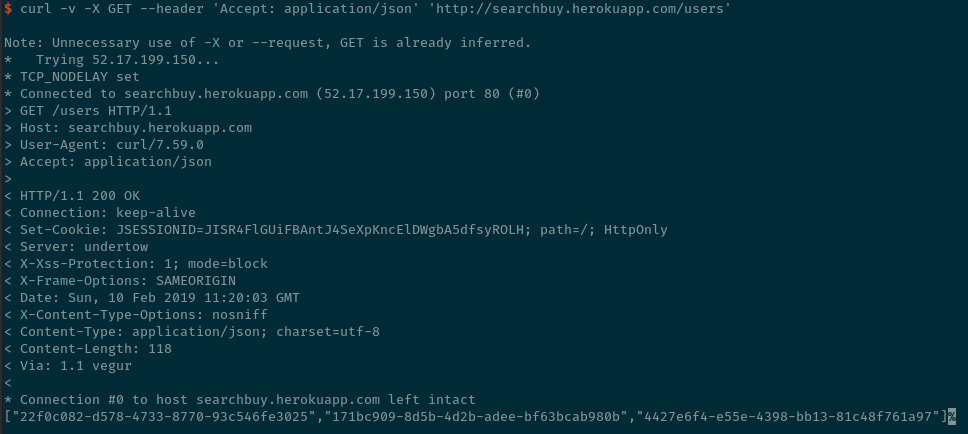 $ curl -v -X GET --header 'Accept: application/json' 'http://searchbuy.herokuapp.com/users'
Note: Unnecessary use of -X or --request, GET is already inferred.
*   Trying 52.17.199.150...
* TCP_NODELAY set
* Connected to searchbuy.herokuapp.com (52.17.199.150) port 80 (#0)
> GET /users HTTP/1.1
> Host: searchbuy.herokuapp.com
> User-Agent: curl/7.59.0
> Accept: application/json
>
< HTTP/1.1 200 OK
< Connection: keep-alive
< Set-Cookie: JSESSIONID=JISR4FlGUiFBAntJ4SeXpKncElDWgbA5dfsyROLH; path=/; HttpOnly
< Server: undertow
< X-Xss-Protection: 1; mode=block
< X-Frame-Options: SAMEORIGIN
< Date: Sun, 10 Feb 2019 11:20:03 GMT
< X-Content-Type-Options: nosniff
< Content-Type: application/json; charset=utf-8
< Content-Length: 118
< Via: 1.1 vegur
<
* Connection #0 to host searchbuy.herokuapp.com left intact
["22f0c082-d578-4733-8770-93c546fe3025","171bc909-8d5b-4d2b-adee-bf63bcab980b","4427e6f4-e55e-4398-bb13-81c48f761a97"]%